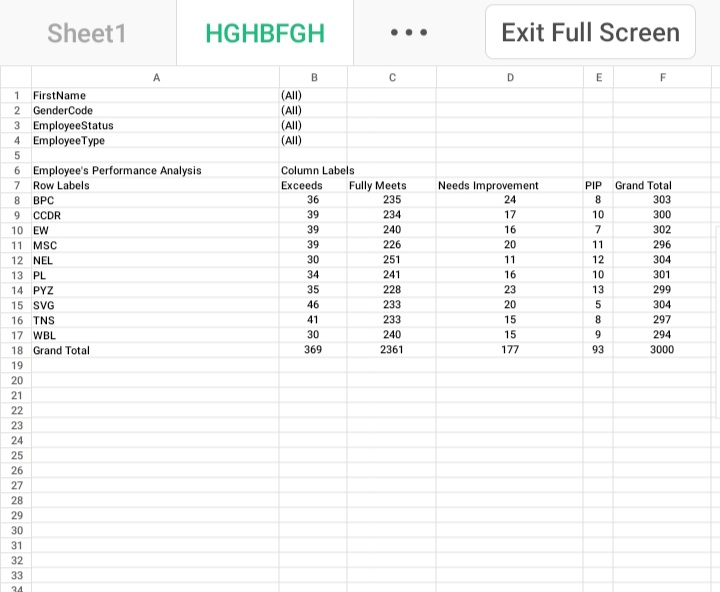 Sheet1 HGHBFGH ••• Exit Full Screen
A B C D E F
1 FirstName (All)
2 GenderCode (All)
3 EmployeeStatus (All)
4 EmployeeType (All)
5
6 Employee's Performance Analysis Column Labels
7 Row Labels Exceeds Fully Meets Needs Improvement PIP Grand Total
8 BPC 36 235 24 8 303
9 CCDR 39 234 17 10 300
10 EW 39 240 16 7 302
11 MSC 39 226 20 11 296
12 NEL 30 251 11 12 304
13 PL 34 241 16 10 301
14 PYZ 35 228 23 13 299
15 SVG 46 233 20 5 304
16 TNS 41 233 15 8 297
17 WBL 30 240 15 9 294
18 Grand Total 369 2361 177 93 3000
19
20
21
22
23
24
25
26
27
28
29
30
31
32
33
34